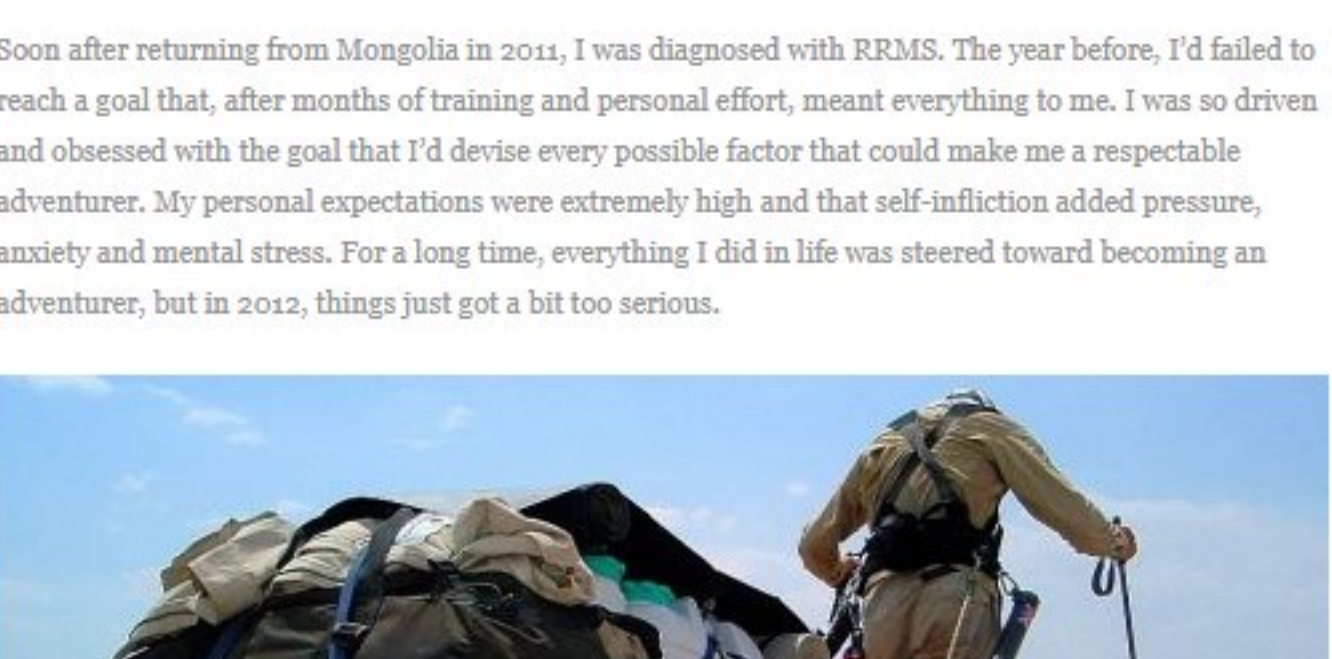 Soon after returning from Mongolia in 2011, I was diagnosed with RRMS. The year before, I'd failed to
reach a goal that, after months of training and personal effort, meant everything to me. I was so driven
and obsessed with the goal that I'd devise every possible factor that could make me a respectable
adventurer. My personal expectations were extremely high and that self-infliction added pressure,
anxiety and mental stress. For a long time, everything I did in life was steered toward becoming an
adventurer, but in 2012, things just got a bit too serious.